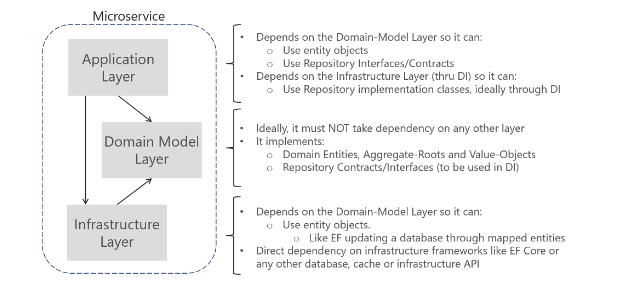 Microservice
Application
Layer
Domain Model
Layer
Infrastructure
Layer
• Depends on the Domain-Model Layer so it can:
o Use entity objects
o Use Repository Interfaces/Contracts
• Depends on the Infrastructure Layer (thru DI) so it can:
o Use Repository implementation classes, ideally through DI
• Ideally, it must NOT take dependency on any other layer
• It implements:
o Domain Entities, Aggregate-Roots and Value-Objects
o Repository Contracts/Interfaces (to be used in DI)
• Depends on the Domain-Model Layer so it can:
o Use entity objects.
o Like EF updating a database through mapped entities
• Direct dependency on infrastructure frameworks like EF Core or
any other database, cache or infrastructure API